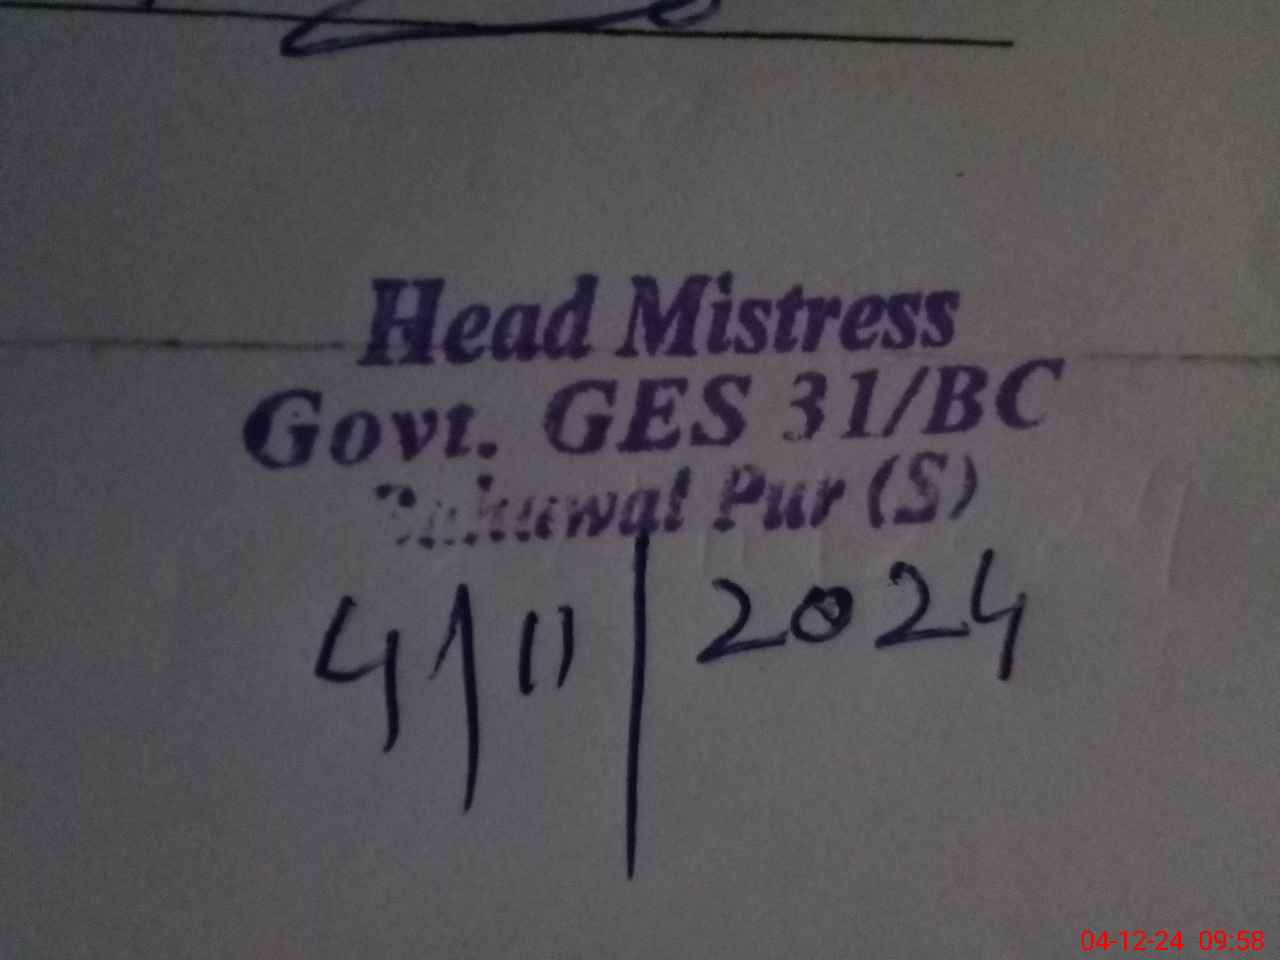 Head Mistress
Govt. GES 31/BC
Pur (S)
4/11/2024
04-12-24 09:58